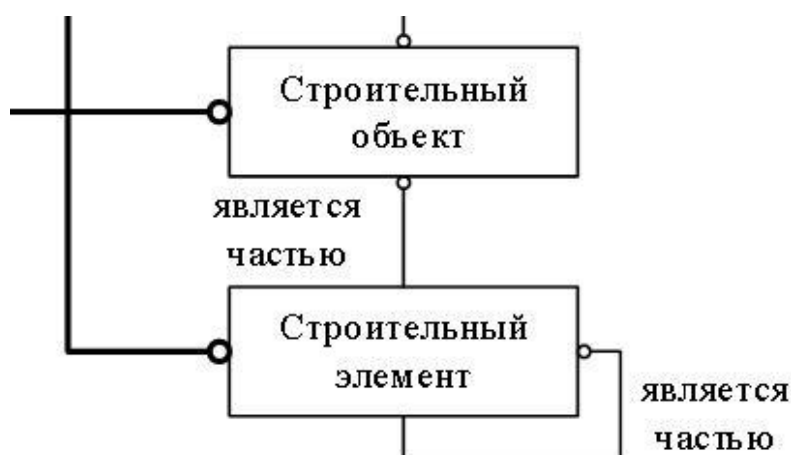 Строительный
объект
является
частью
Строительный
элемент
является
частью